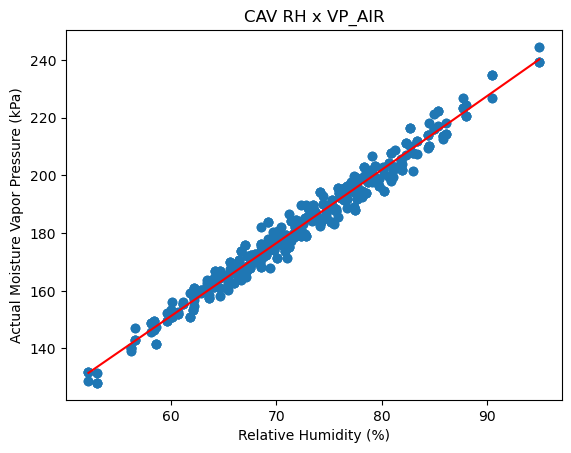 CAV RH x VP_AIR
Actual Moisture Vapor Pressure (kPa)
240
220
200
180
160
140
60 70 80 90
Relative Humidity (%)